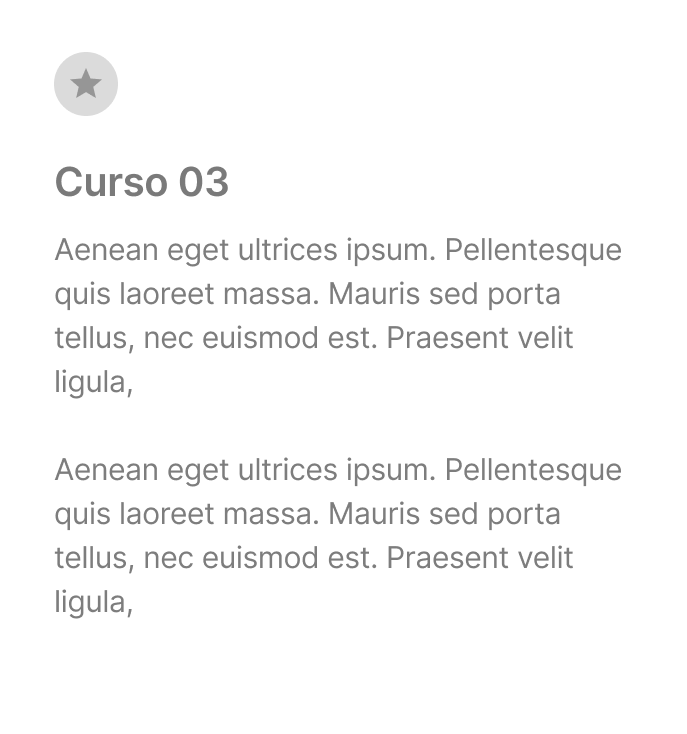 Curso 03
Aenean eget ultrices ipsum. Pellentesque
quis laoreet massa. Mauris sed porta
tellus, nec euismod est. Praesent velit
ligula,
Aenean eget ultrices ipsum. Pellentesque
quis laoreet massa. Mauris sed porta
tellus, nec euismod est. Praesent velit
ligula,